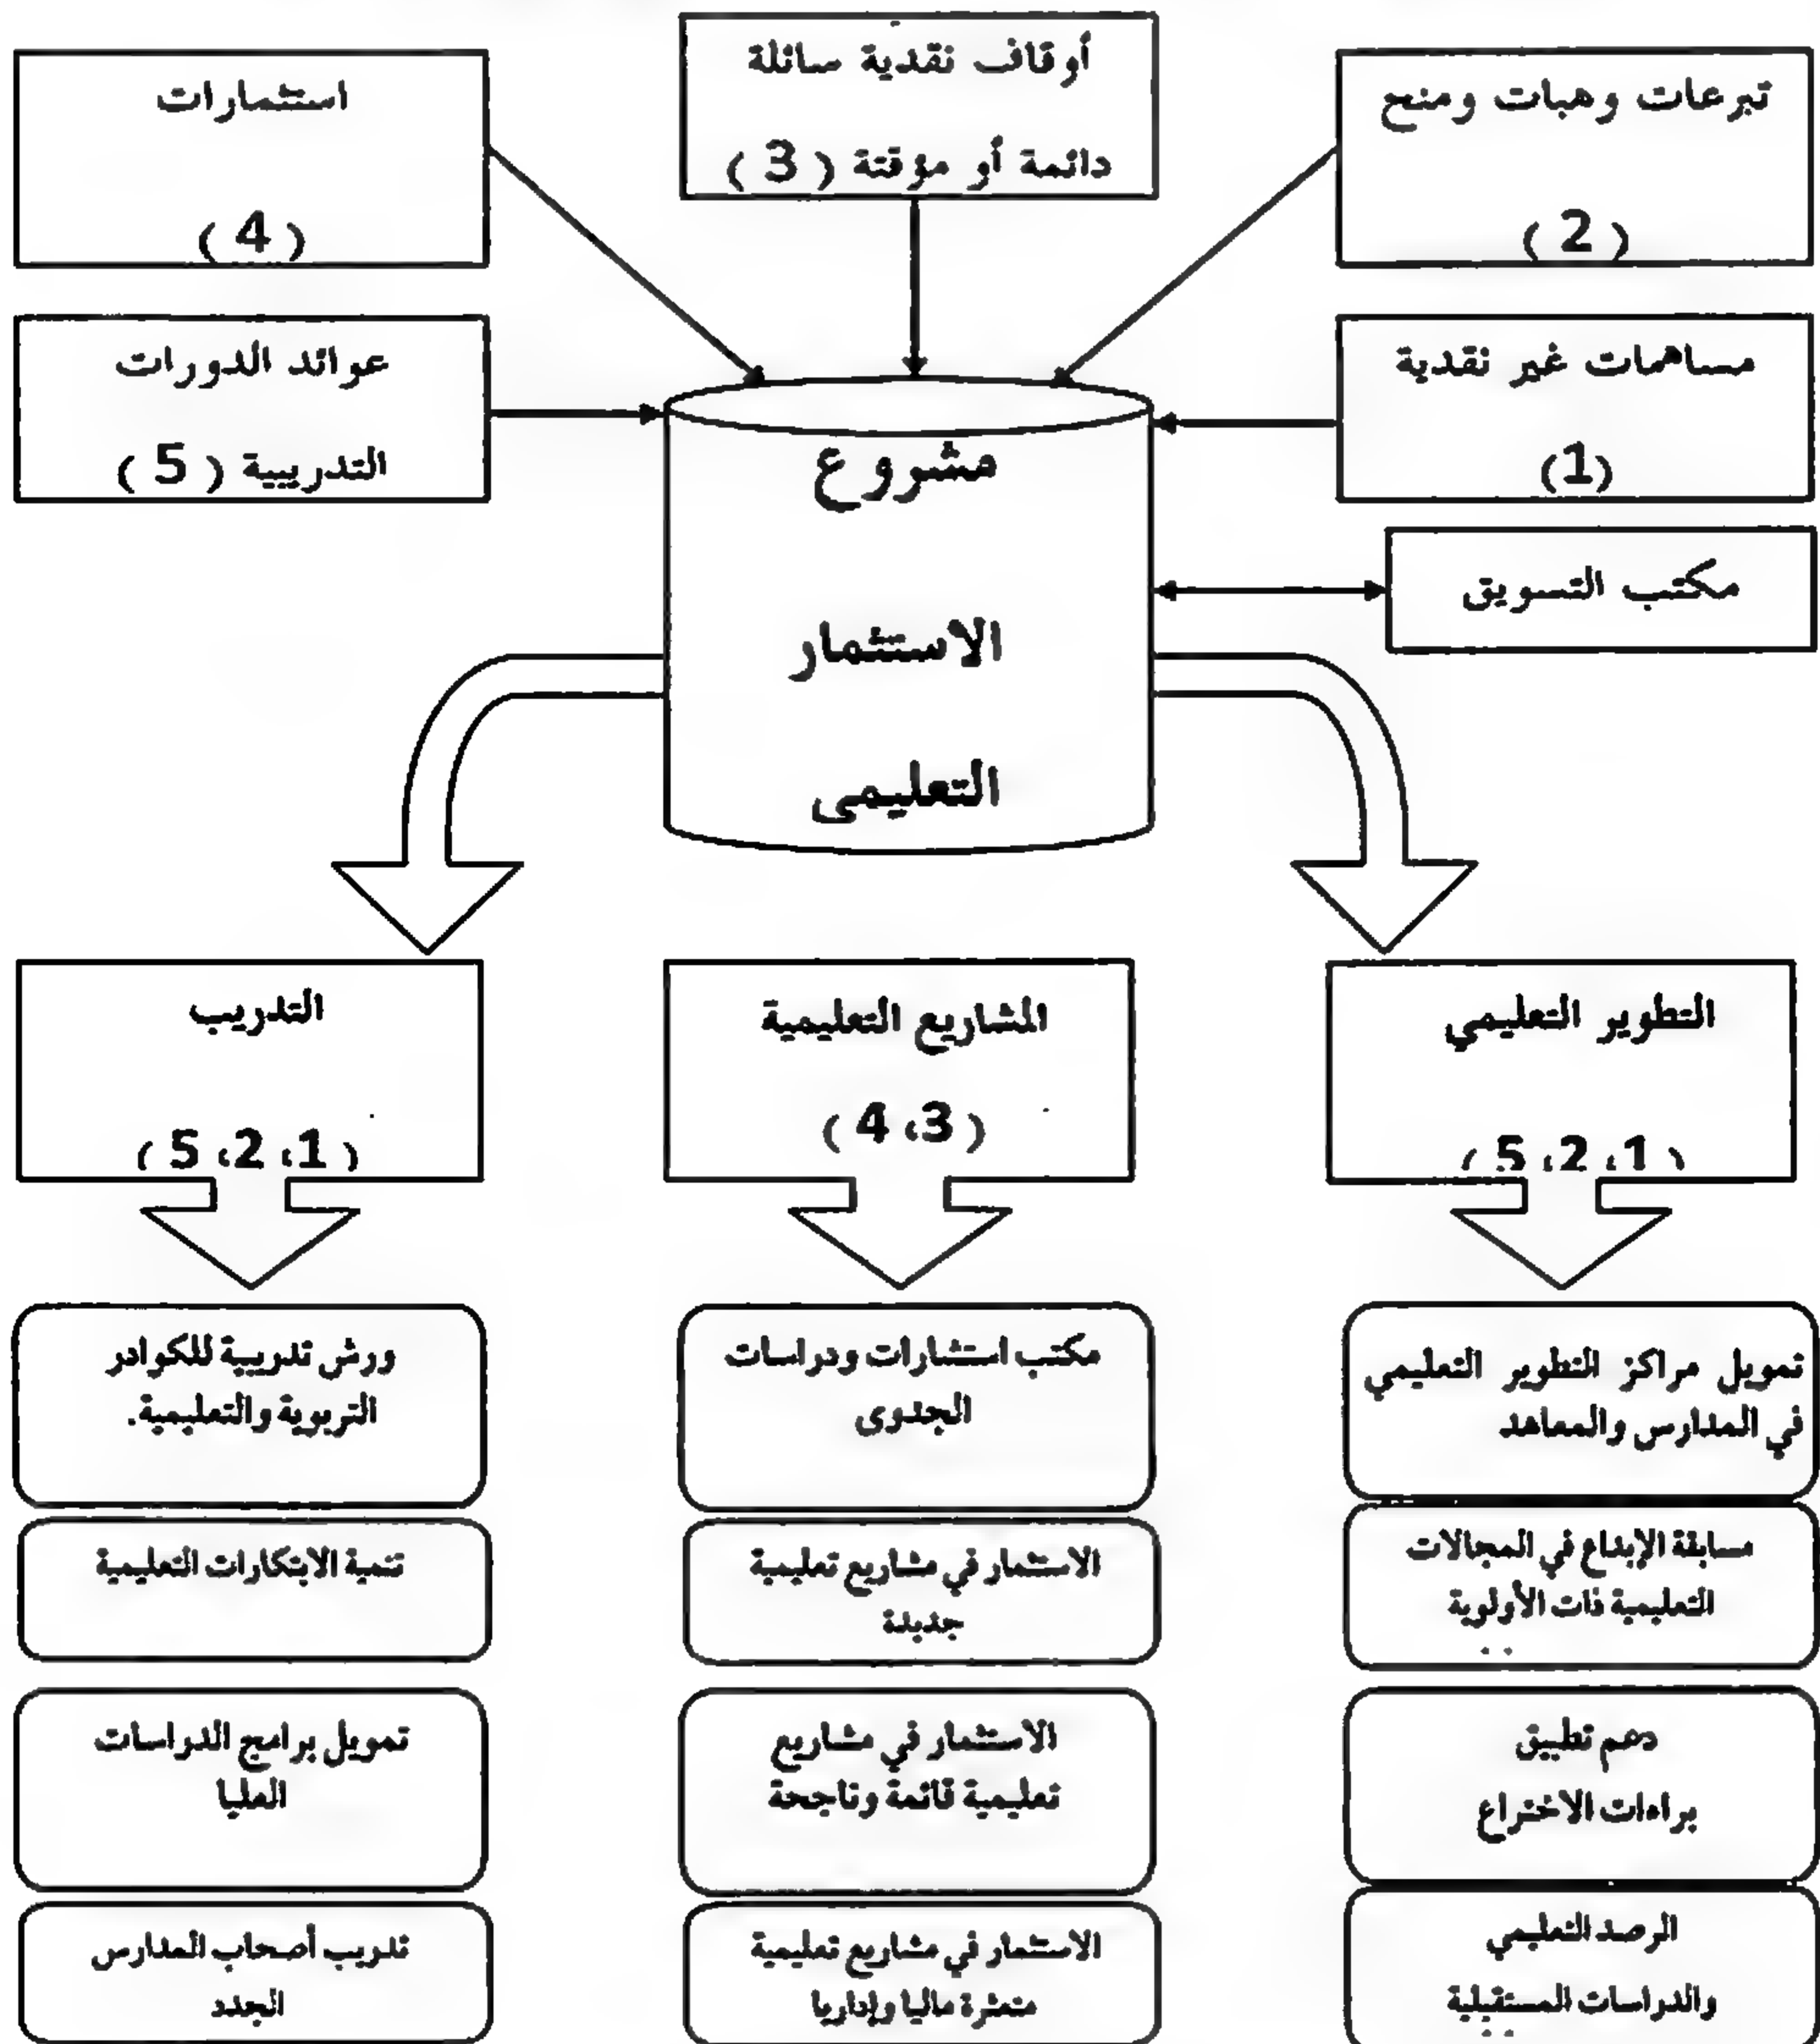 أوقاف نقدية سائلة
دائمة أو مؤقتة ( 3 )
تبرعات وهبات ومنح
( 2 )
استثمارات
( 4 )
مساهمات غير نقدية
(1)
عوائد الدورات
التدريبية ( 5 )
مشروع
الاستثمار
التعليمى
مكتب التسويق
التطوير التعليمي
( 1، 2، 5 )
المشاريع التعليمية
( 3، 4 )
التدريب
( 1، 2، 5 )
تمويل مراكز التطوير التعليمي
في المدارس والمعاهد
مكتب استشارات ودراسات
الجدوى
ورش تدريبية للكوادر
التربوية والتعليمية.
مسابقة الإبداع في المجالات
التعليمية ذات الأولوية
الاستثمار في مشاريع تعليمية
جديدة
تنمية الابتكارات التعليمية
دعم تطبيق
براءات الاختراع
الاستثمار في مشاريع
تعليمية قائمة وناجحة
تمويل برامج الدراسات
العليا
الرصد التعليمي
والدراسات المستقبلية
الاستثمار في مشاريع تعليمية
متعثرة ماليا وإداريا
تدريب أصحاب المدارس
الجدد